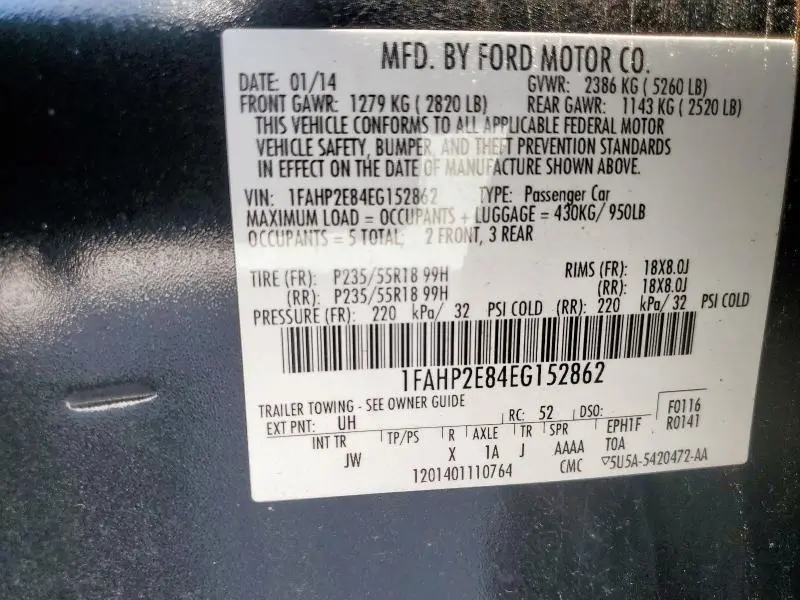 MFD. BY FORD MOTOR CO.
DATE: 01/14 GVWR: 2386 KG ( 5260 LB)
FRONT GAWR: 1279 KG ( 2820 LB) REAR GAWR: 1143 KG ( 2520 LB)
THIS VEHICLE CONFORMS TO ALL APPLICABLE FEDERAL MOTOR
VEHICLE SAFETY, BUMPER, AND THEFT PREVENTION STANDARDS
IN EFFECT ON THE DATE OF MANUFACTURE SHOWN ABOVE.
VIN: 1FAHP2E84EG152862 TYPE: Passenger Car
MAXIMUM LOAD = OCCUPANTS + LUGGAGE = 430KG/ 950LB
OCCUPANTS = 5 TOTAL; 2 FRONT, 3 REAR
TIRE (FR): P235/55R18 99H RIMS (FR): 18X8.0J
(RR): P235/55R18 99H (RR): 18X8.0J
PRESSURE (FR): 220 kPa/ 32 PSI COLD (RR): 220 kPa/ 32 PSI COLD
1FAHP2E84EG152862
TRAILER TOWING - SEE OWNER GUIDE
EXT PNT: UH RC: 52 DSO: F0116
R0141
INT TR TP/PS R AXLE TR SPR EPH1F
JW X 1A J AAAA TOA
1201401110764 CMC ▽5U5A-5420472-AA